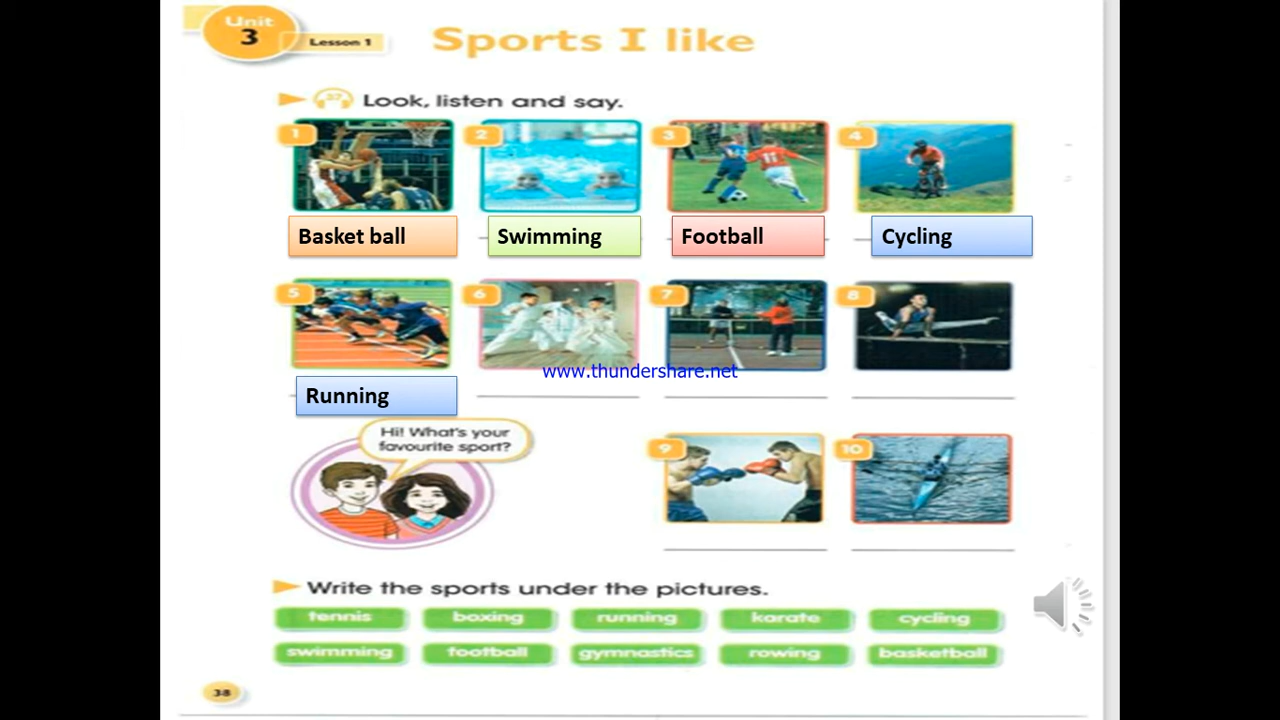 Unit
3
Lesson 1
Sports I like
37
Look, listen and say.
1
2
3
4
Basket ball
Swimming
Football
Cycling
5
6
7
8
www.thundershare.net
Running
Hi! What's your
favourite sport?
9
10
Write the sports under the pictures.
tennis
boxing
running
karate
cycling
swimming
football
gymnastics
rowing
basketball
38